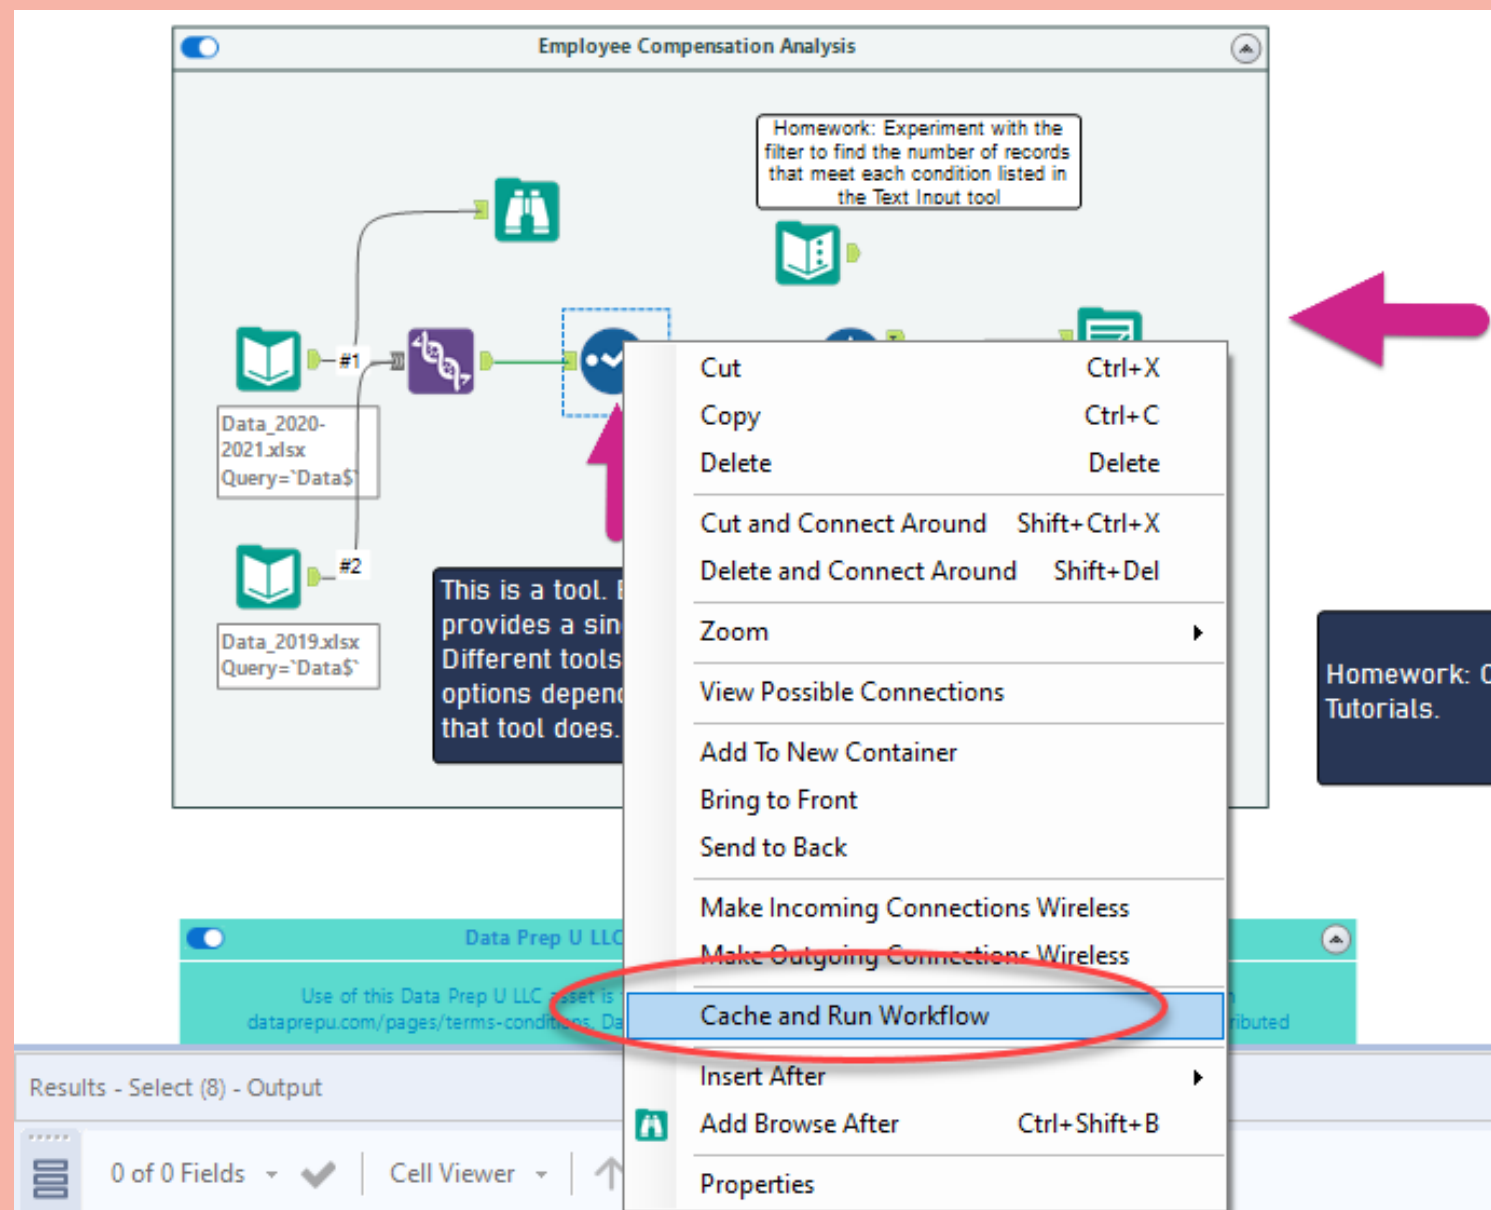 Employee Compensation Analysis
Homework: Experiment with the
filter to find the number of records
that meet each condition listed in
the Text Input tool
#1
Data_2020-
2021.xlsx
Query=`Data$`
#2
Data_2019.xlsx
Query=`Data$`
This is a tool.
provides a
Different tools
options
that tool does.
Cut Ctrl+X
Copy Ctrl+C
Delete Delete
Cut and Connect Around Shift+Ctrl+X
Delete and Connect Around Shift+Del
Zoom
View Possible Connections
Add To New Container
Bring to Front
Send to Back
Make Incoming Connections Wireless
Make Outgoing Connections Wireless
Cache and Run Workflow
Insert After
Add Browse After Ctrl+Shift+B
Properties
Homework:
Tutorials.
Data Prep U LLC
Use of this Data Prep U LLC asset is
dataprepu.com/pages/terms-conditions.
Results - Select (8) - Output
0 of 0 Fields
Cell Viewer